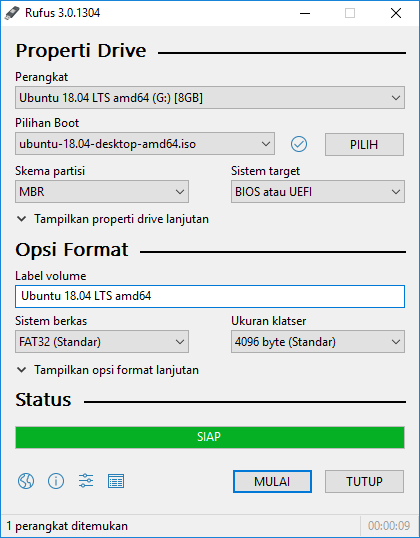 Rufus 3.0.1304
Properti Drive
Perangkat
Ubuntu 18.04 LTS amd64 (G:) [8GB]
Pilihan Boot
ubuntu-18.04-desktop-amd64.iso
PILIH
Skema partisi
Sistem target
MBR
BIOS atau UEFI
Tampilkan properti drive lanjutan
Opsi Format
Label volume
Ubuntu 18.04 LTS amd64
Sistem berkas
Ukuran klatser
FAT32 (Standar)
4096 byte (Standar)
Tampilkan opsi format lanjutan
Status
SIAP
MULAI
TUTUP
1 perangkat ditemukan
00:00:09